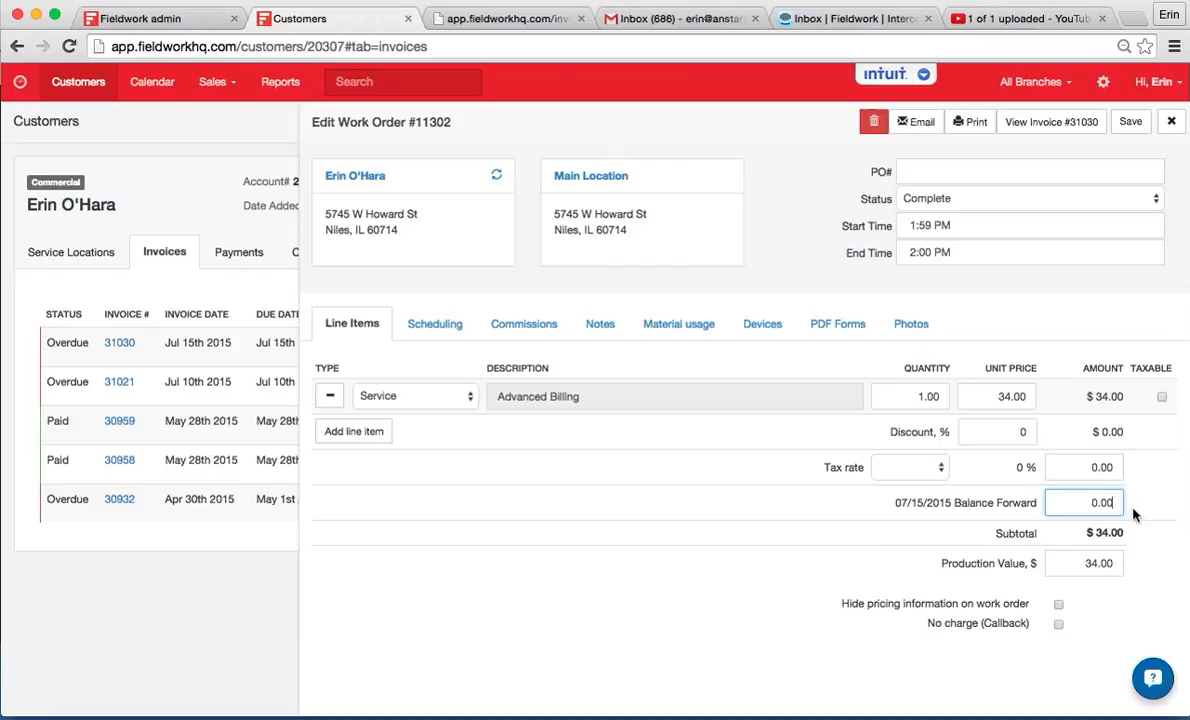 Fieldwork admin
Customers
app.fieldworkhq.com/inv
Inbox (686) - erin@anstar
Inbox | Fieldwork | Interc
1 of 1 uploaded - YouTub
Erin
app.fieldworkhq.com/customers/20307#tab=invoices
Customers
Calendar
Sales
Reports
Search
intuit.
All Branches
Hi, Erin
Customers
Edit Work Order #11302
Email
Print
View Invoice #31030
Save
Commercial
Account# 2
Erin O'Hara
Date Added
Service Locations
Invoices
Payments
C
STATUS INVOICE # INVOICE DATE DUE DATE
Overdue 31030 Jul 15th 2015 Jul 15th
Overdue 31021 Jul 10th 2015 Jul 10th
Paid 30959 May 28th 2015 May 28th
Paid 30958 May 28th 2015 May 28th
Overdue 30932 Apr 30th 2015 May 1st
Erin O'Hara
5745 W Howard St
Niles, IL 60714
Main Location
5745 W Howard St
Niles, IL 60714
PO#
Status Complete
Start Time 1:59 PM
End Time 2:00 PM
Line Items
Scheduling
Commissions
Notes
Material usage
Devices
PDF Forms
Photos
TYPE DESCRIPTION QUANTITY UNIT PRICE AMOUNT TAXABLE
Service Advanced Billing 1.00 34.00 $ 34.00
Add line item
Discount, % 0 $ 0.00
Tax rate 0 % 0.00
07/15/2015 Balance Forward 0.00
Subtotal $ 34.00
Production Value, $ 34.00
Hide pricing information on work order
No charge (Callback)